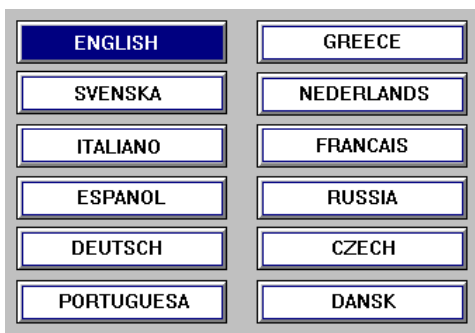 ENGLISH
GREECE
SVENSKA
NEDERLANDS
ITALIANO
FRANCAIS
ESPANOL
RUSSIA
DEUTSCH
CZECH
PORTUGUESA
DANSK